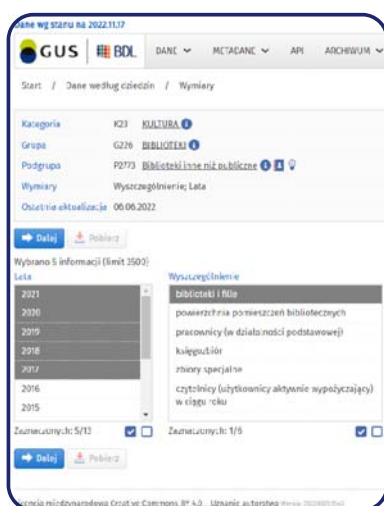 Dane wg stanu na 2022.11.17
GUS BDL DANE METADANE API ARCHIWUM
Start / Dane według dziedzin / Wymiary
Kategoria K23 KULTURA
Grupa G226 BIBLIOTEKI
Podgrupa P2773 Biblioteki inne niż publiczne
Wymiary Wyszczególnienie; Lata
Ostatnia aktualizacja 06.06.2022
Dalej Pobierz
Wybrano 5 informacji (limit 3500)
Lata Wyszczególnienie
2021 biblioteki i filie
2020 powierzchnia pomieszczeń bibliotecznych
2019 pracownicy (w działalności podstawowej)
2018 księgozbiór
2017 zbiory specjalne
2016 czytelnicy (użytkownicy aktywnie wypożyczający)
w ciągu roku
2015
Zaznaczonych: 5/13 Zaznaczonych: 1/6
Dalej Pobierz
Licencja międzynarodowa Creative Commons BY 4.0 Uznanie autorstwa